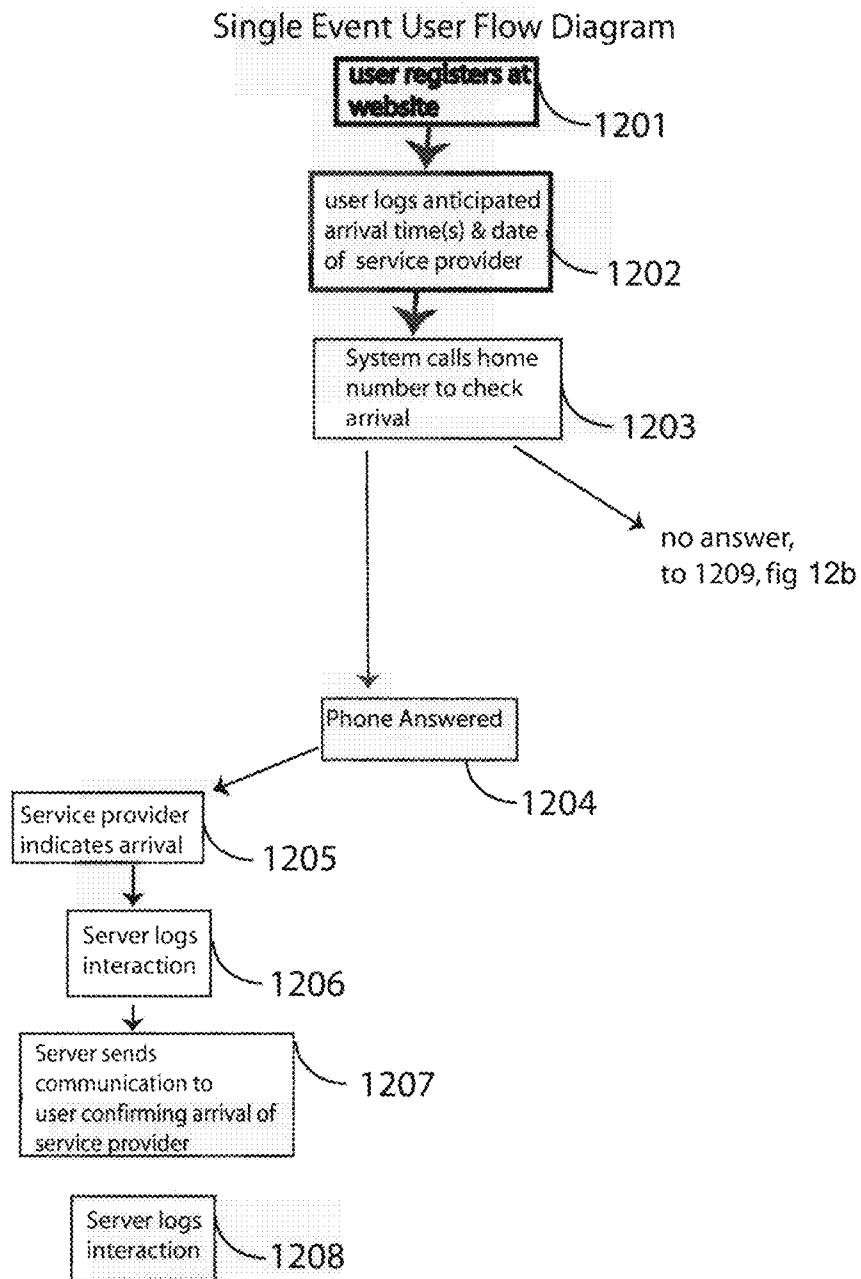 Single Event User Flow Diagram
user registers at
website
1201
user logs anticipated
arrival time(s) & date
of service provider
1202
System calls home
number to check
arrival
1203
no answer,
to 1209, fig 12b
Phone Answered
1204
Service provider
indicates arrival
1205
Server logs
interaction
1206
Server sends
communication to
user confirming arrival of
service provider
1207
Server logs
interaction
1208